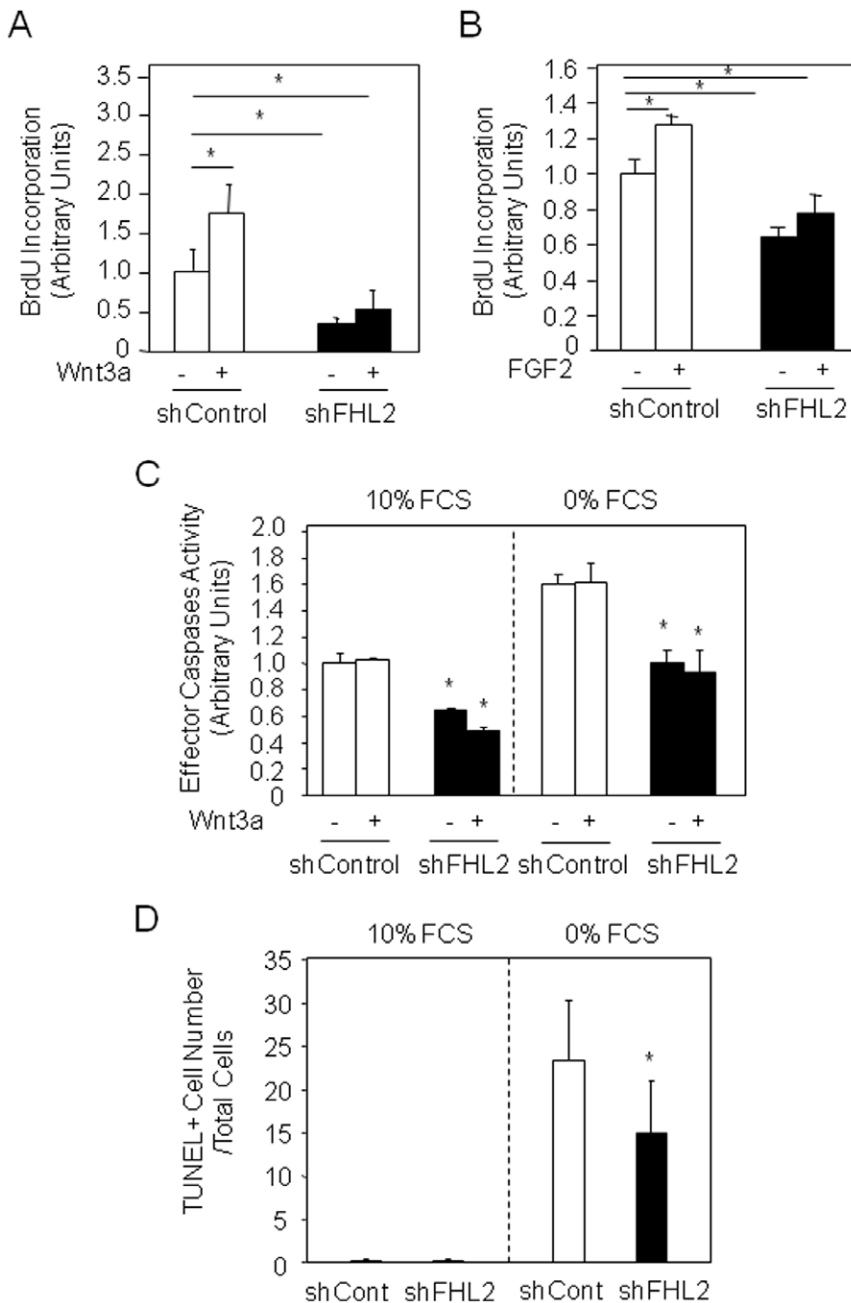 A
BrdU Incorporation
(Arbitrary Units)
3.5
3.0
2.5
2.0
1.5
1.0
0.5
0
*
*
*
Wnt3a
- + - +
shControl shFHL2
B
BrdU Incorporation
(Arbitrary Units)
1.6
1.4
1.2
1.0
0.8
0.6
0.4
0.2
0
*
*
*
FGF2
- + - +
shControl shFHL2
C
10% FCS 0% FCS
Effector Caspases Activity
(Arbitrary Units)
2.0
1.8
1.6
1.4
1.2
1.0
0.8
0.6
0.4
0.2
0
* * * *
Wnt3a - + - + - + - +
shControl shFHL2 shControl shFHL2
D
10% FCS 0% FCS
TUNEL+ Cell Number
/Total Cells
35
30
25
20
15
10
5
0
*
shCont shFHL2 shCont shFHL2